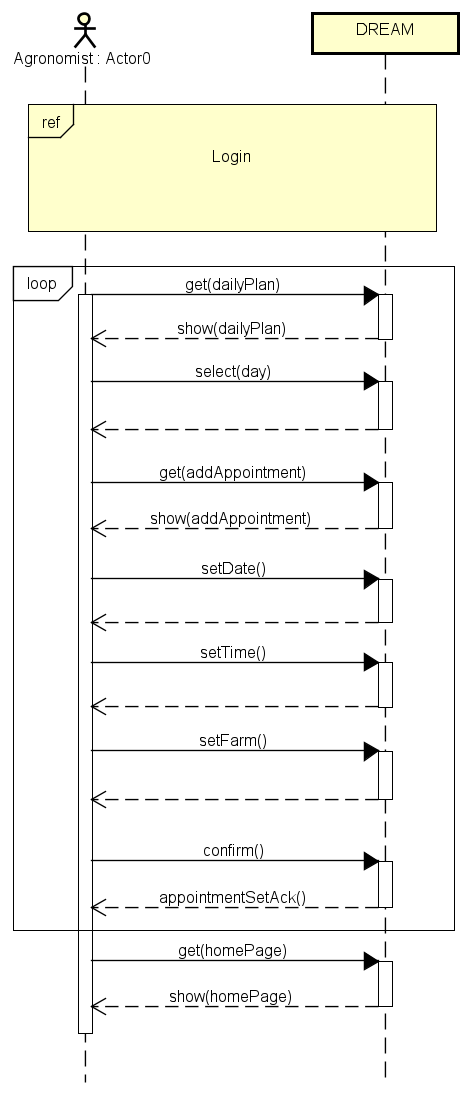 Agronomist : Actor0
DREAM
ref
Login
loop
get(dailyPlan)
show(dailyPlan)
select(day)
get(addAppointment)
show(addAppointment)
setDate()
setTime()
setFarm()
confirm()
appointmentSetAck()
get(homePage)
show(homePage)